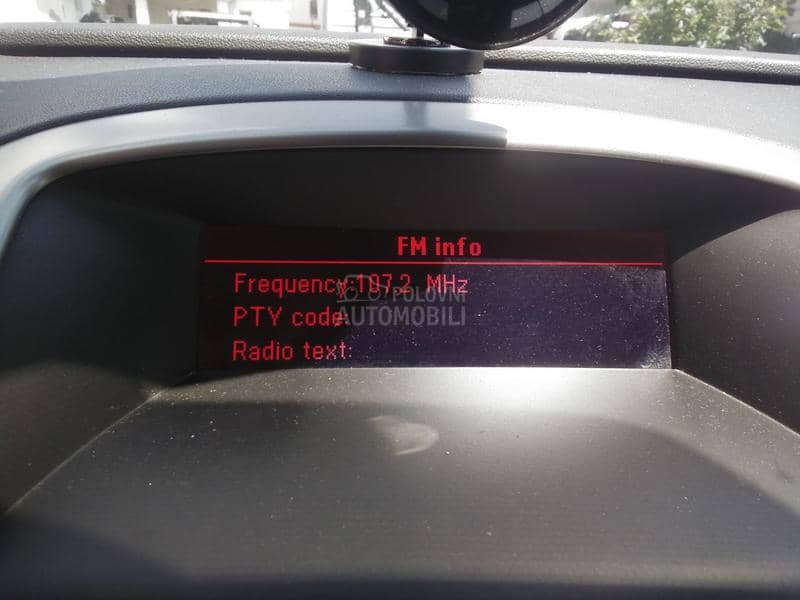 FM info
Frequency:107.2 MHz
POLOVNI
PTY code:
AUTOMOBILI
Radio text: